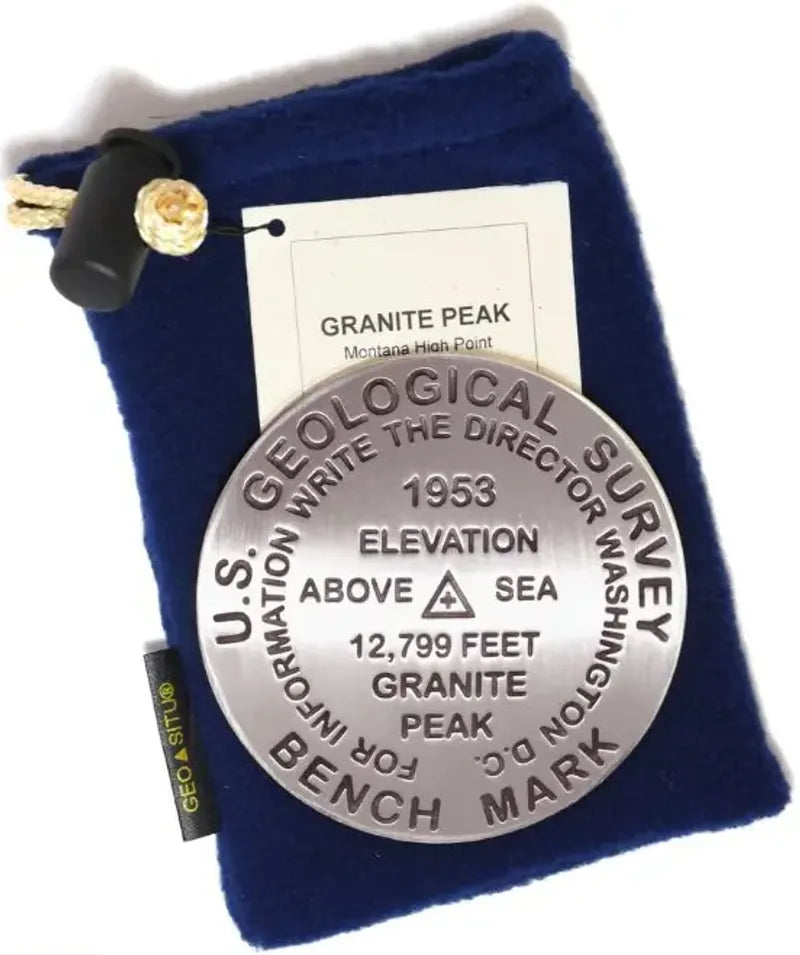 GRANITE PEAK
Montana High Point
U.S. GEOLOGICAL SURVEY
FOR INFORMATION WRITE THE DIRECTOR WASHINGTON D.C.
1953
ELEVATION
ABOVE SEA
12,799 FEET
GRANITE
PEAK
BENCH MARK
GEO▲SITU®